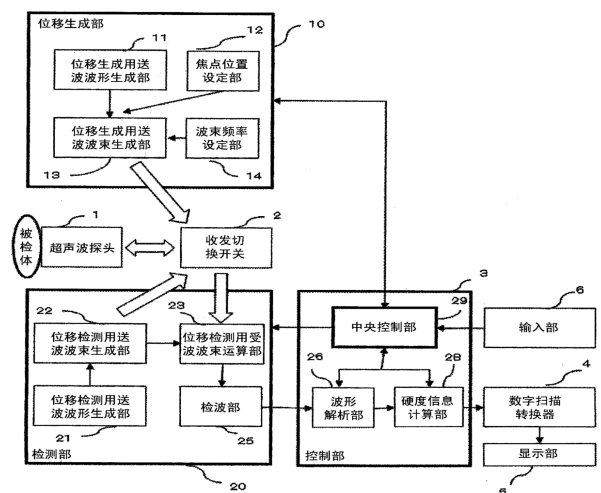 位移生成部
10
11
位移生成用送
波波形生成部
12
焦点位置
设定部
位移生成用送
波波束生成部
13
波束频率
设定部
14
1
被检体
超声波探头
2
收发切
换开关
3
22
位移检测用送
波波束生成部
23
位移检测用受
波波束运算部
29
中央控制部
6
输入部
位移检测用送
波波形生成部
21
检波部
25
26
波形
解析部
28
硬度信息
计算部
4
数字扫描
转换器
检测部
20
控制部
显示部
5